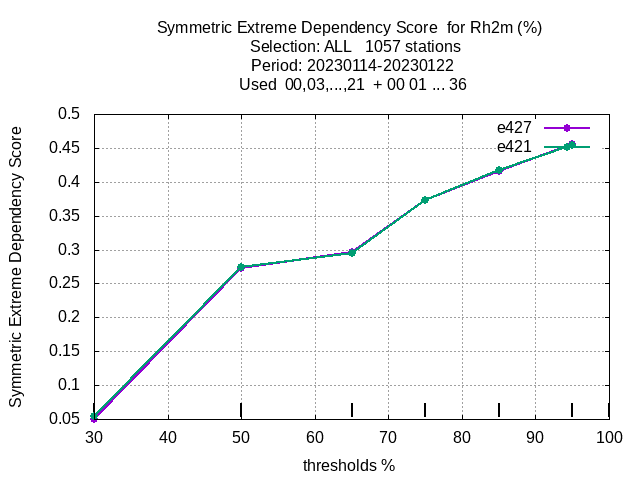 Symmetric Extreme Dependency Score  for Rh2m (%)
Selection: ALL   1057 stations
Period: 20230114-20230122
Used  00,03,...,21  + 00 01 ... 36
e427
e421
Symmetric Extreme Dependency Score
0.5
0.45
0.4
0.35
0.3
0.25
0.2
0.15
0.1
0.05
30 40 50 60 70 80 90 100
thresholds %